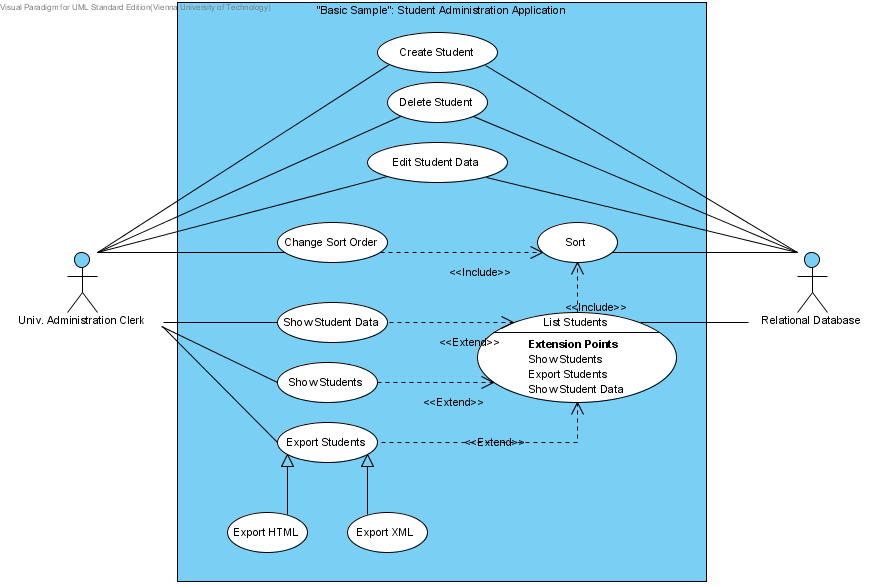 Visual Paradigm for UML Standard Edition(Vienna University of Technology)
"Basic Sample": Student Administration Application
Create Student
Delete Student
Edit Student Data
Change Sort Order
Sort
<<Include>>
<<Include>>
Univ. Administration Clerk
Show Student Data
List Students
Relational Database
<<Extend>>
Extension Points
Show Students
Export Students
Show Student Data
Show Students
<<Extend>>
Export Students
<<Extend>>
Export HTML
Export XML